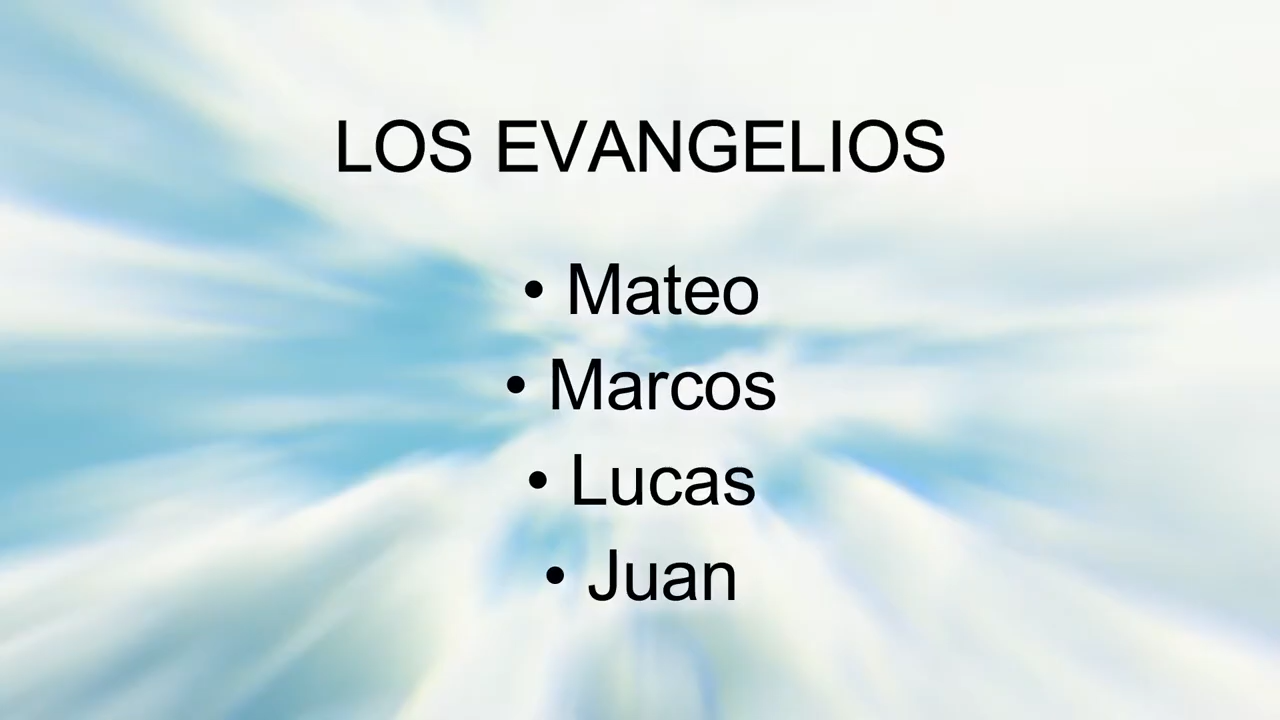 LOS EVANGELIOS
• Mateo
• Marcos
• Lucas
• Juan